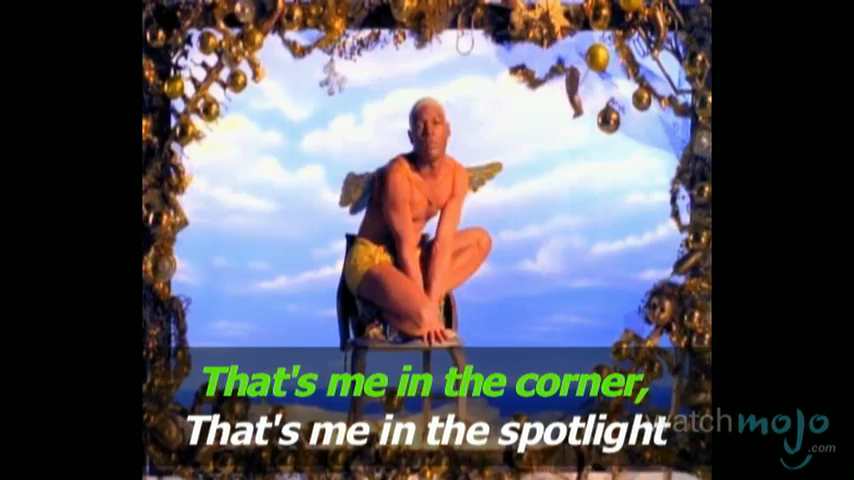 That's me in the corner,
That's me in the spotlight
watchmojo
.com